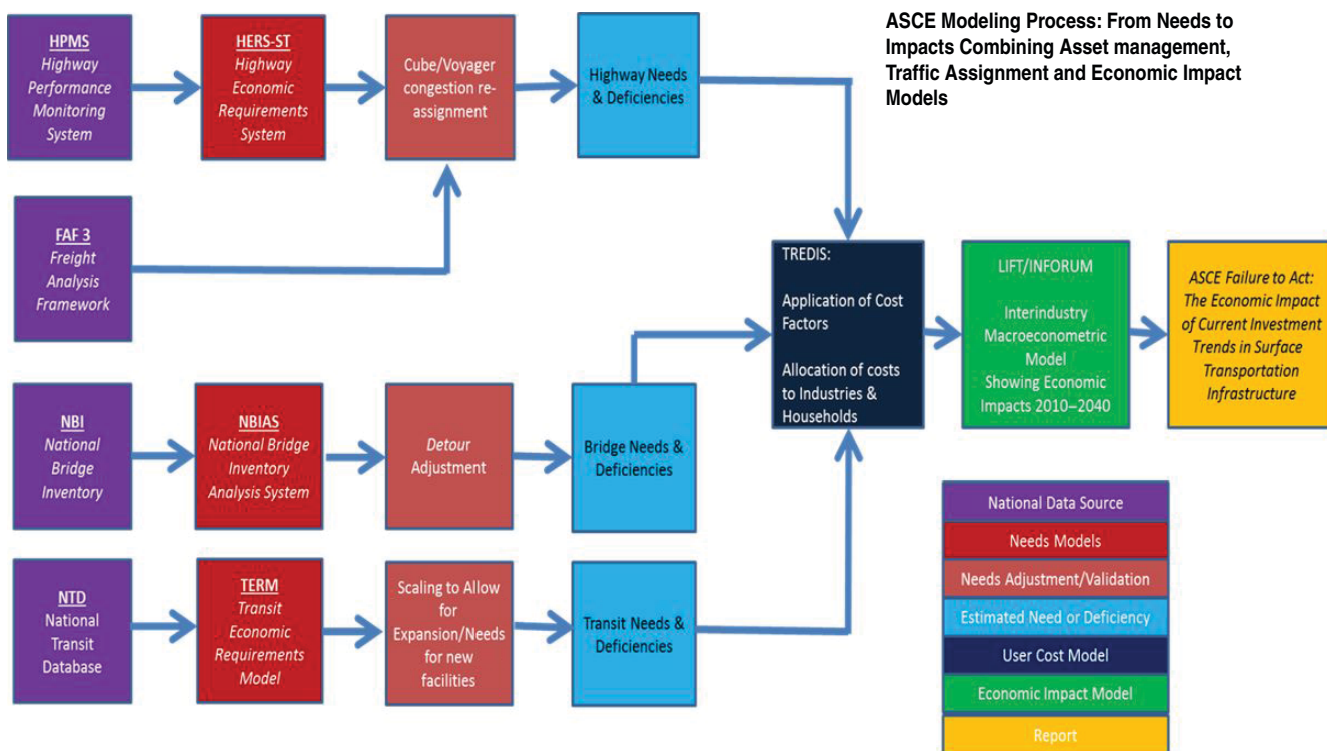 ASCE Modeling Process: From Needs to
Impacts Combining Asset management,
Traffic Assignment and Economic Impact
Models
HPMS
Highway
Performance
Monitoring
System
HERS-ST
Highway
Economic
Requirements
System
Cube/Voyager
congestion re-
assignment
Highway Needs
& Deficiencies
FAF 3
Freight
Analysis
Framework
TREDIS:
Application of Cost
Factors
Allocation of costs
to Industries &
Households
LIFT/INFORUM
Interindustry
Macroeconometric
Model
Showing Economic
Impacts 2010–2040
ASCE Failure to Act:
The Economic Impact
of Current Investment
Trends in Surface
Transportation
Infrastructure
NBI
National
Bridge
Inventory
NBIAS
National Bridge
Inventory
Analysis System
Detour
Adjustment
Bridge Needs &
Deficiencies
NTD
National
Transit
Database
TERM
Transit
Economic
Requirements
Model
Scaling to Allow
for
Expansion/Needs
for new
facilities
Transit Needs &
Deficiencies
National Data Source
Needs Models
Needs Adjustment/Validation
Estimated Need or Deficiency
User Cost Model
Economic Impact Model
Report